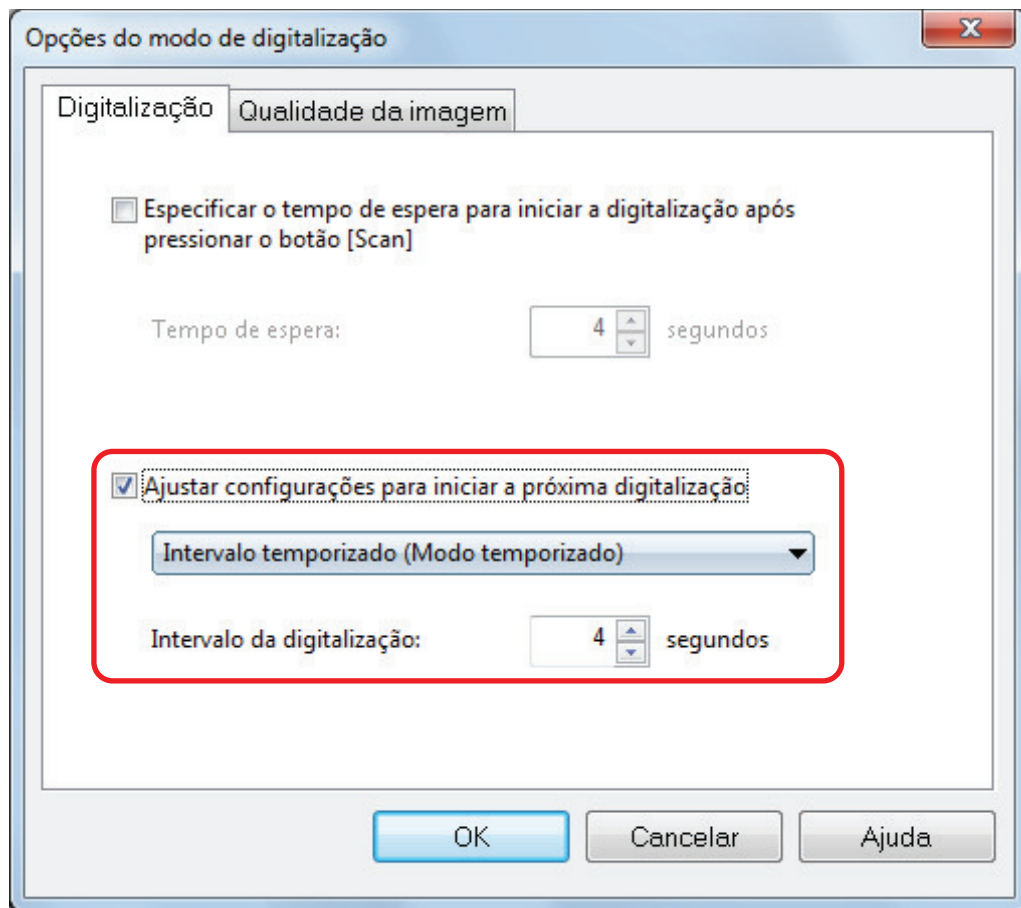 Opções do modo de digitalização
Digitalização
Qualidade da imagem
Especificar o tempo de espera para iniciar a digitalização após
pressionar o botão [Scan]
Tempo de espera:
4
segundos
Ajustar configurações para iniciar a próxima digitalização
Intervalo temporizado (Modo temporizado)
Intervalo da digitalização:
4
segundos
OK
Cancelar
Ajuda